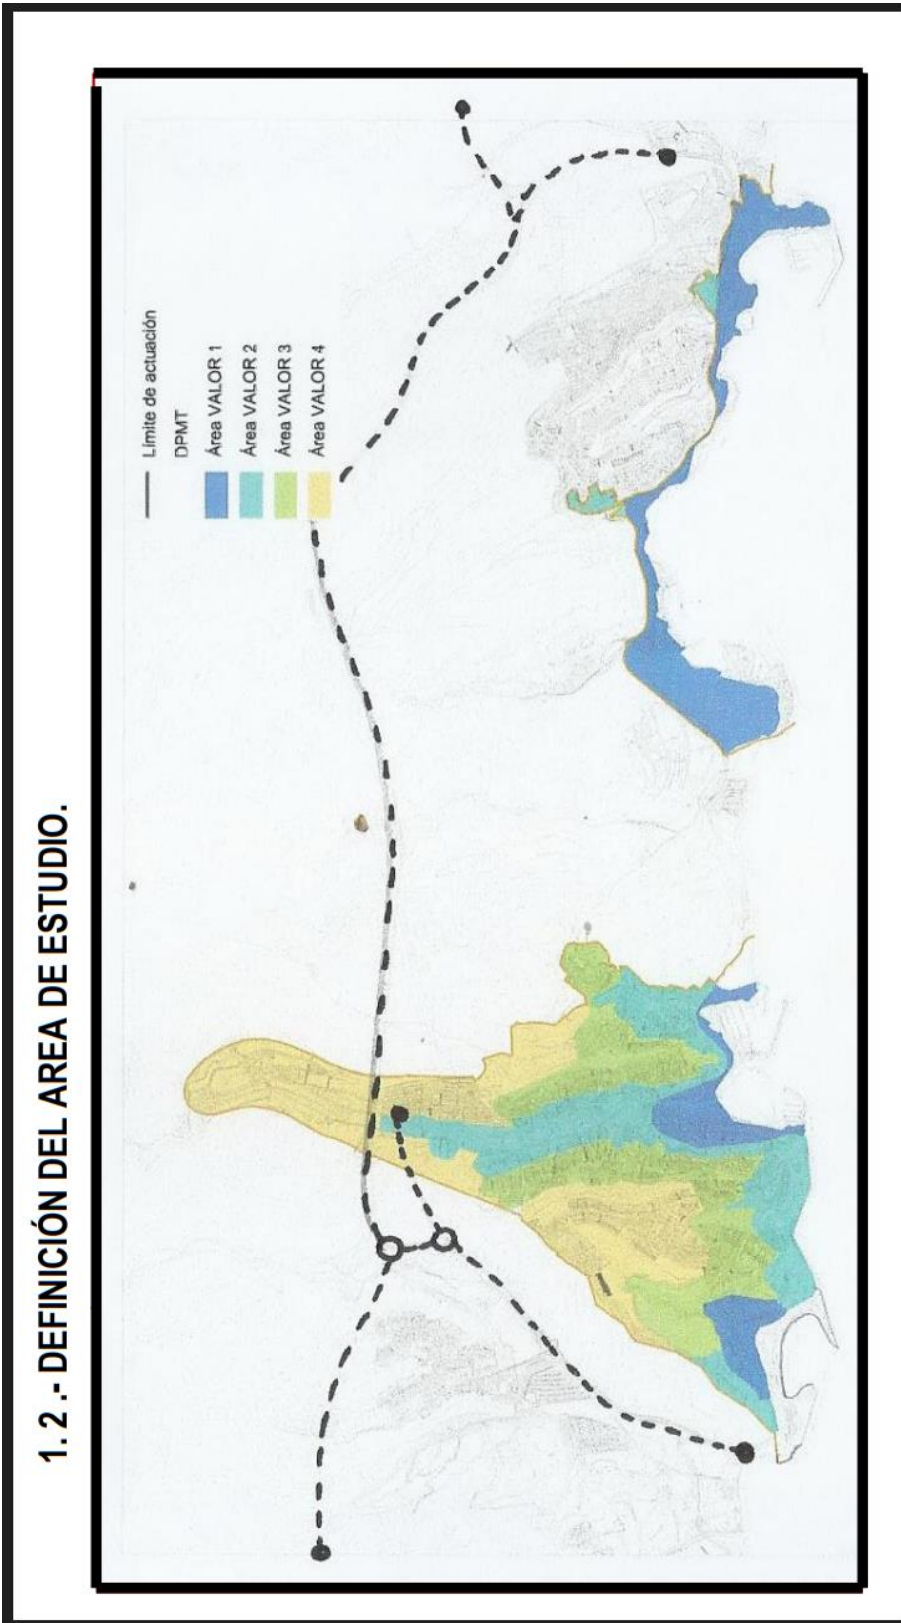 1. 2 .- DEFINICIÓN DEL AREA DE ESTUDIO.
Límite de actuación
DPMT
Área VALOR 1
Área VALOR 2
Área VALOR 3
Área VALOR 4